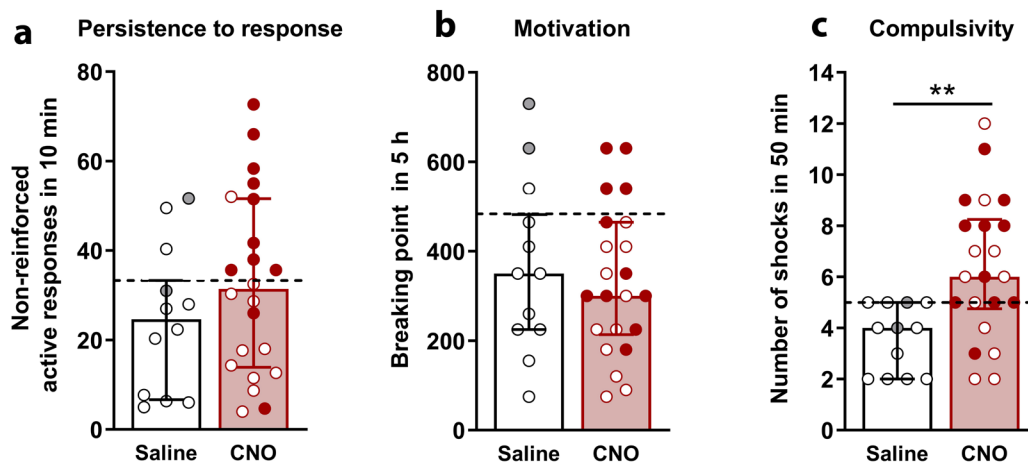 a Persistence to response
Non-reinforced
active responses in 10 min
80
60
40
20
0
Saline CNO
b Motivation
Breaking point in 5 h
800
600
400
200
0
Saline CNO
c Compulsivity
Number of shocks in 50 min
14
12
10
8
6
4
2
0
**
Saline CNO